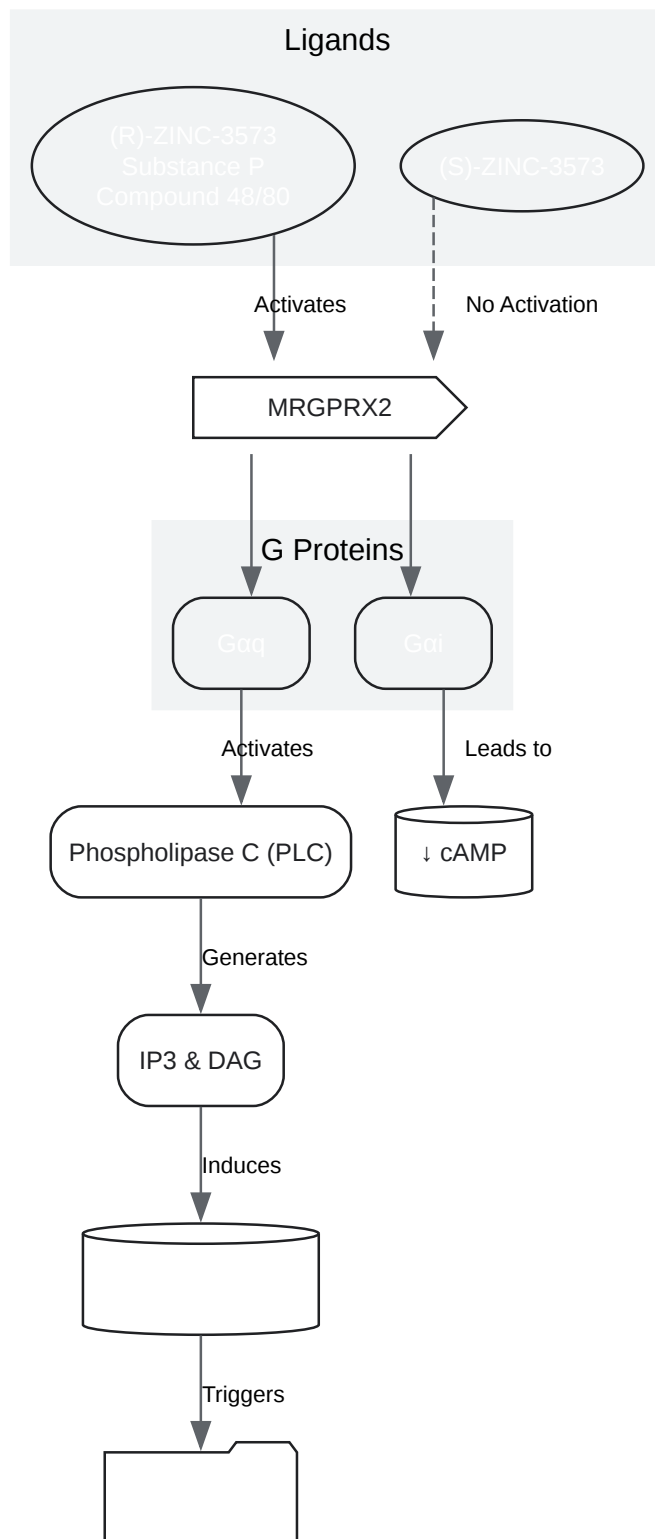 Ligands
(R)-ZINC-3573
Substance P
Compound 48/80
(S)-ZINC-3573
Activates
No Activation
MRGPRX2
G Proteins
Gαq
Gαi
Activates
Leads to
Phospholipase C (PLC)
↓ cAMP
Generates
IP3 & DAG
Induces
Triggers